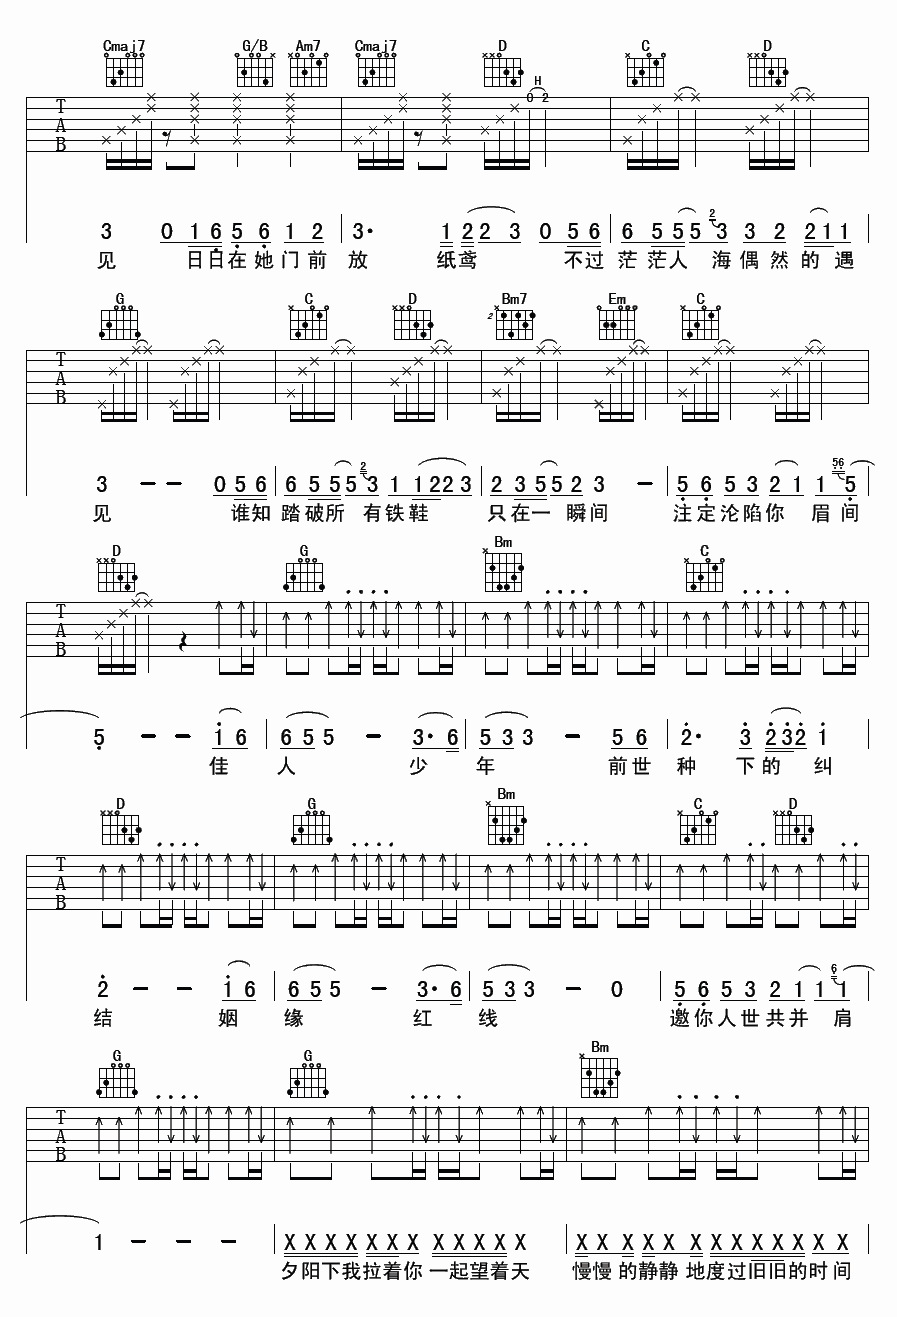 Cmaj7 G/B Am7 Cmaj7 D C D
H
T A B 0 2
3 0 1 6 5 6 1 2 3· 1 2 2 2 3 0 5 6 6 5 5 5 2 3 3 2 2 1 1
见 日日在她门前 放 纸鸢 不过 茫茫人 海偶然的遇
G C D Bm7 Em C
2
T A B
3 – – 0 5 6 6 5 5 5 2 3 1 1 2 2 3 2 3 5 5 2 3 – 5 6 5 3 2 1 1 56 5
见 谁知 踏破所 有铁鞋 只在一 瞬间 注定沦陷你 眉间
D G Bm C
T A B
5 – – 1 6 6 5 5 – 3· 6 5 3 3 – 5 6 2· 3 2 3 2 1
佳 人 少 年 前世 种 下的 纠
D G Bm C D
T A B
2 – – 1 6 6 5 5 – 3· 6 5 3 3 – 0 5 6 5 3 2 1 1 6 1
结 姻 缘 红 线 邀你人世共并 肩
G G Bm
T A B
1 – – – X X X X X X X X X X X X X X X X X X X X X X X X X
夕阳下我拉着你 一起望着天 慢慢 的静静 地度过旧旧的时间